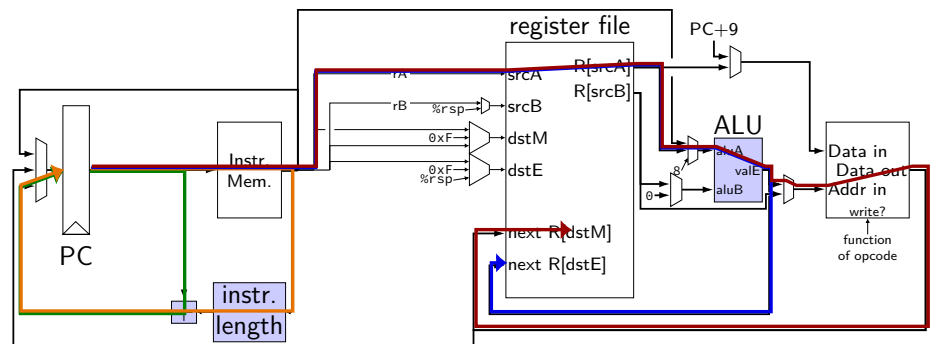 register file
PC+9
rA
srcA
R[srcA]
R[srcB]
rB
%rsp
srcB
ALU
0xF
dstM
0xF
%rsp
dstE
Instr.
Mem.
aluA
valE
8
aluB
0
Data in
Data out
Addr in
write?
function
of opcode
PC
next R[dstM]
next R[dstE]
instr.
length
+